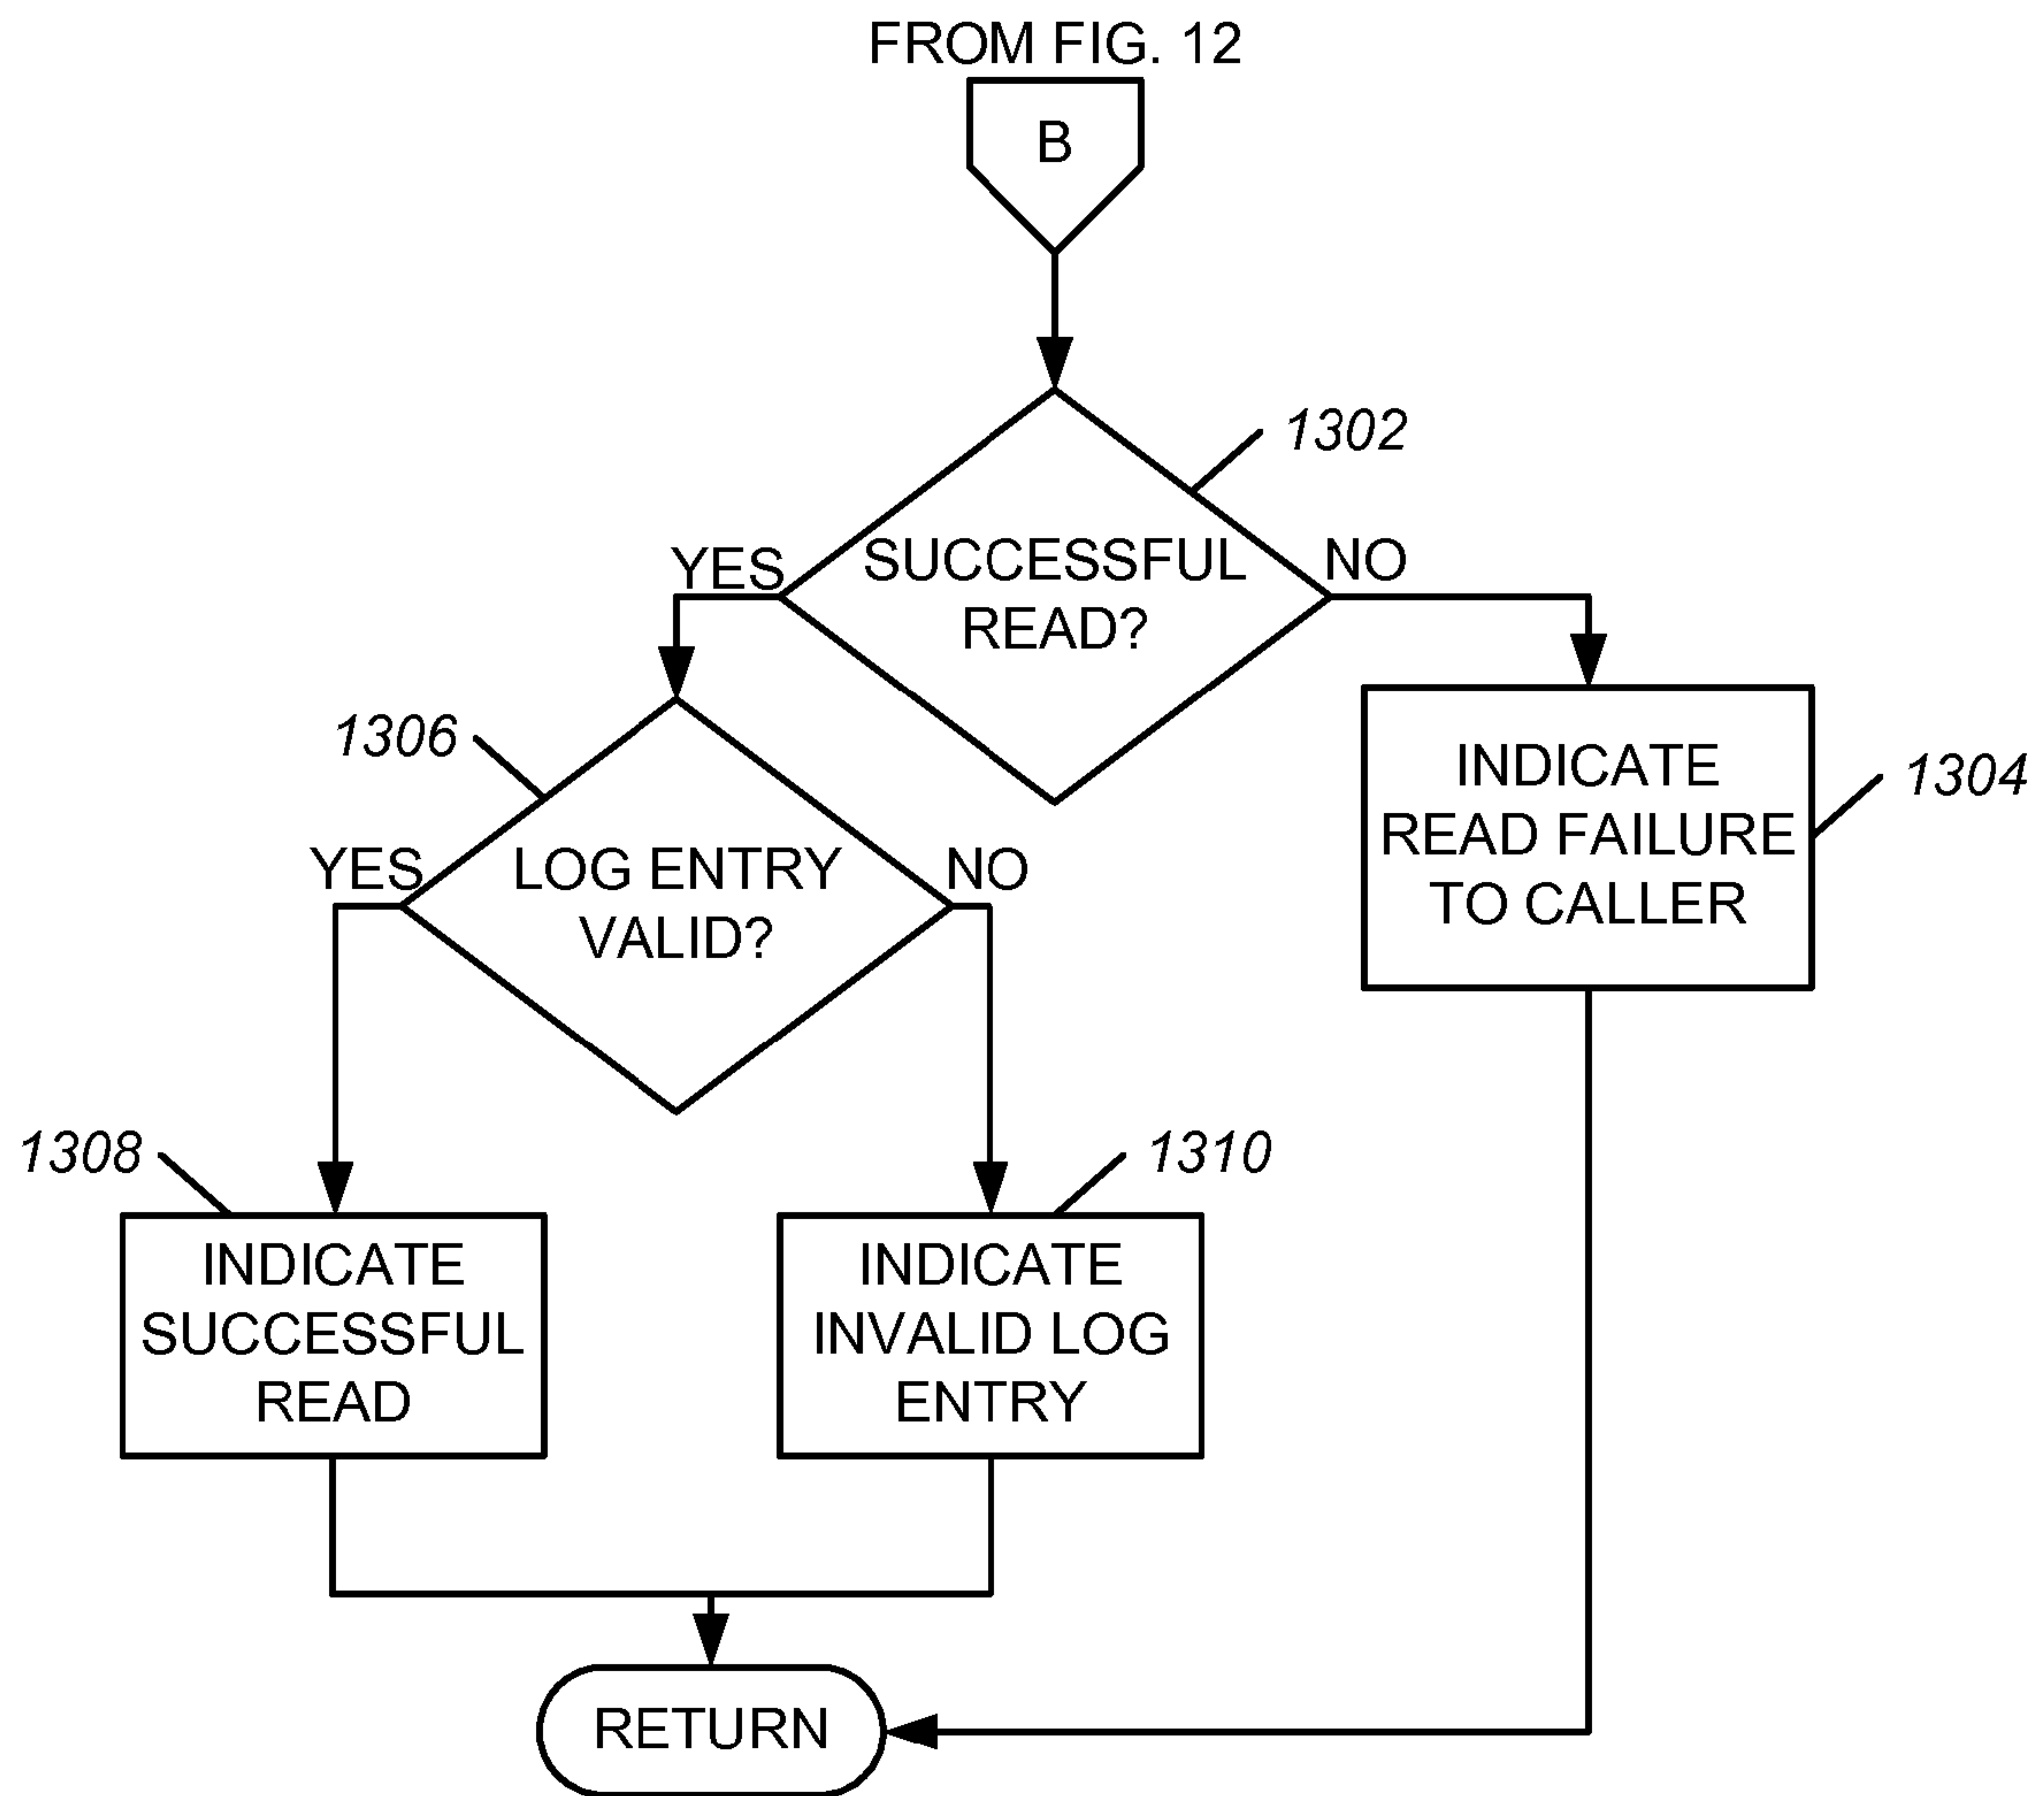 FROM FIG. 12
B
1302
YES
SUCCESSFUL
READ?
NO
1306
INDICATE
READ FAILURE
TO CALLER
1304
YES
LOG ENTRY
VALID?
NO
1308
1310
INDICATE
SUCCESSFUL
READ
INDICATE
INVALID LOG
ENTRY
RETURN